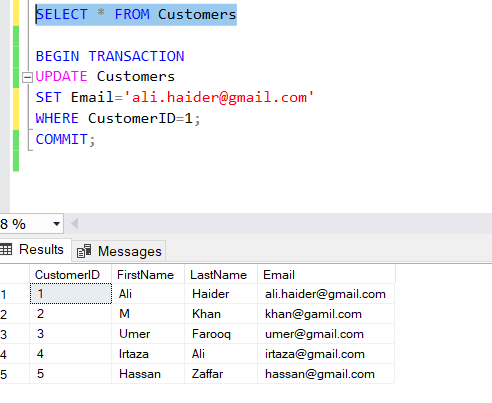 SELECT * FROM Customers
BEGIN TRANSACTION
UPDATE Customers
SET Email='ali.haider@gmail.com'
WHERE CustomerID=1;
COMMIT;
8 %
Results Messages
CustomerID FirstName LastName Email
1 1 Ali Haider ali.haider@gmail.com
2 2 M Khan khan@gamil.com
3 3 Umer Farooq umer@gmail.com
4 4 Irtaza Ali irtaza@gmail.com
5 5 Hassan Zaffar hassan@gmail.com